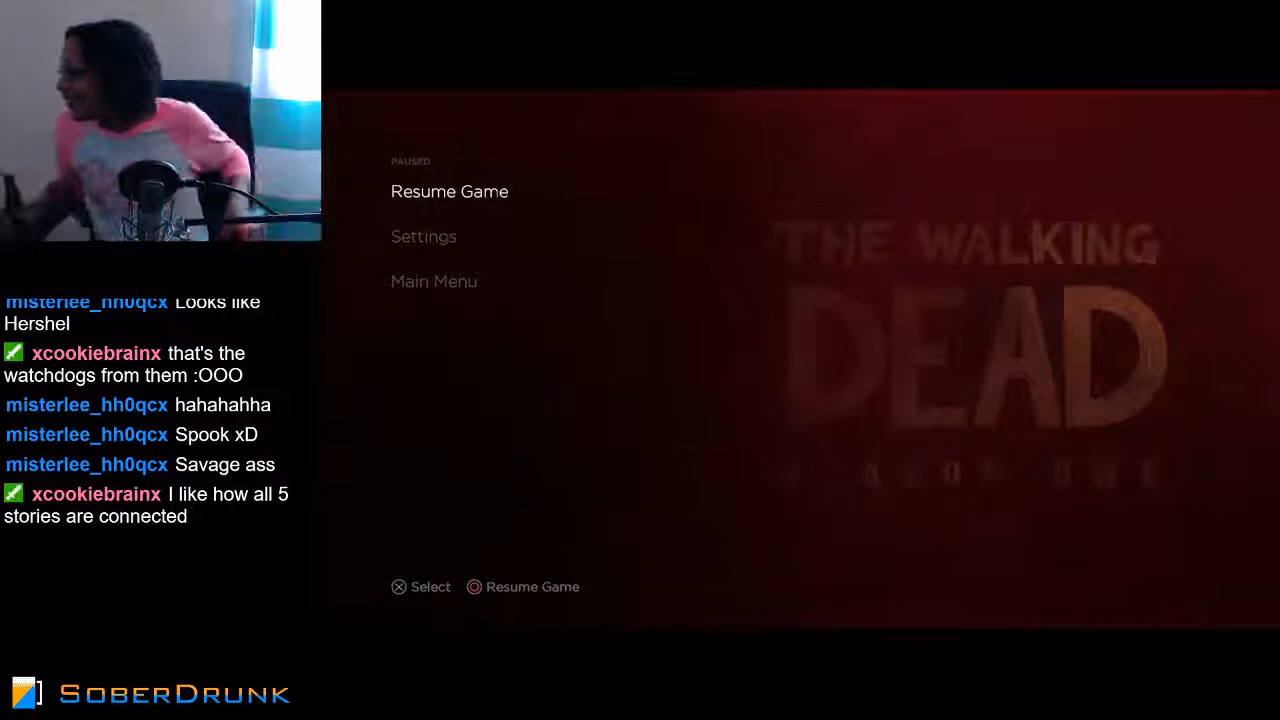 misterlee_hh0qcx Looks like
Hershel
xcookiebrainx that's the
watchdogs from them :OOO
misterlee_hh0qcx hahahahha
misterlee_hh0qcx Spook xD
misterlee_hh0qcx Savage ass
xcookiebrainx I like how all 5
stories are connected
PAUSED
Resume Game
Settings
Main Menu
THE WALKING
DEAD
Select Resume Game
SOBERDRUNK